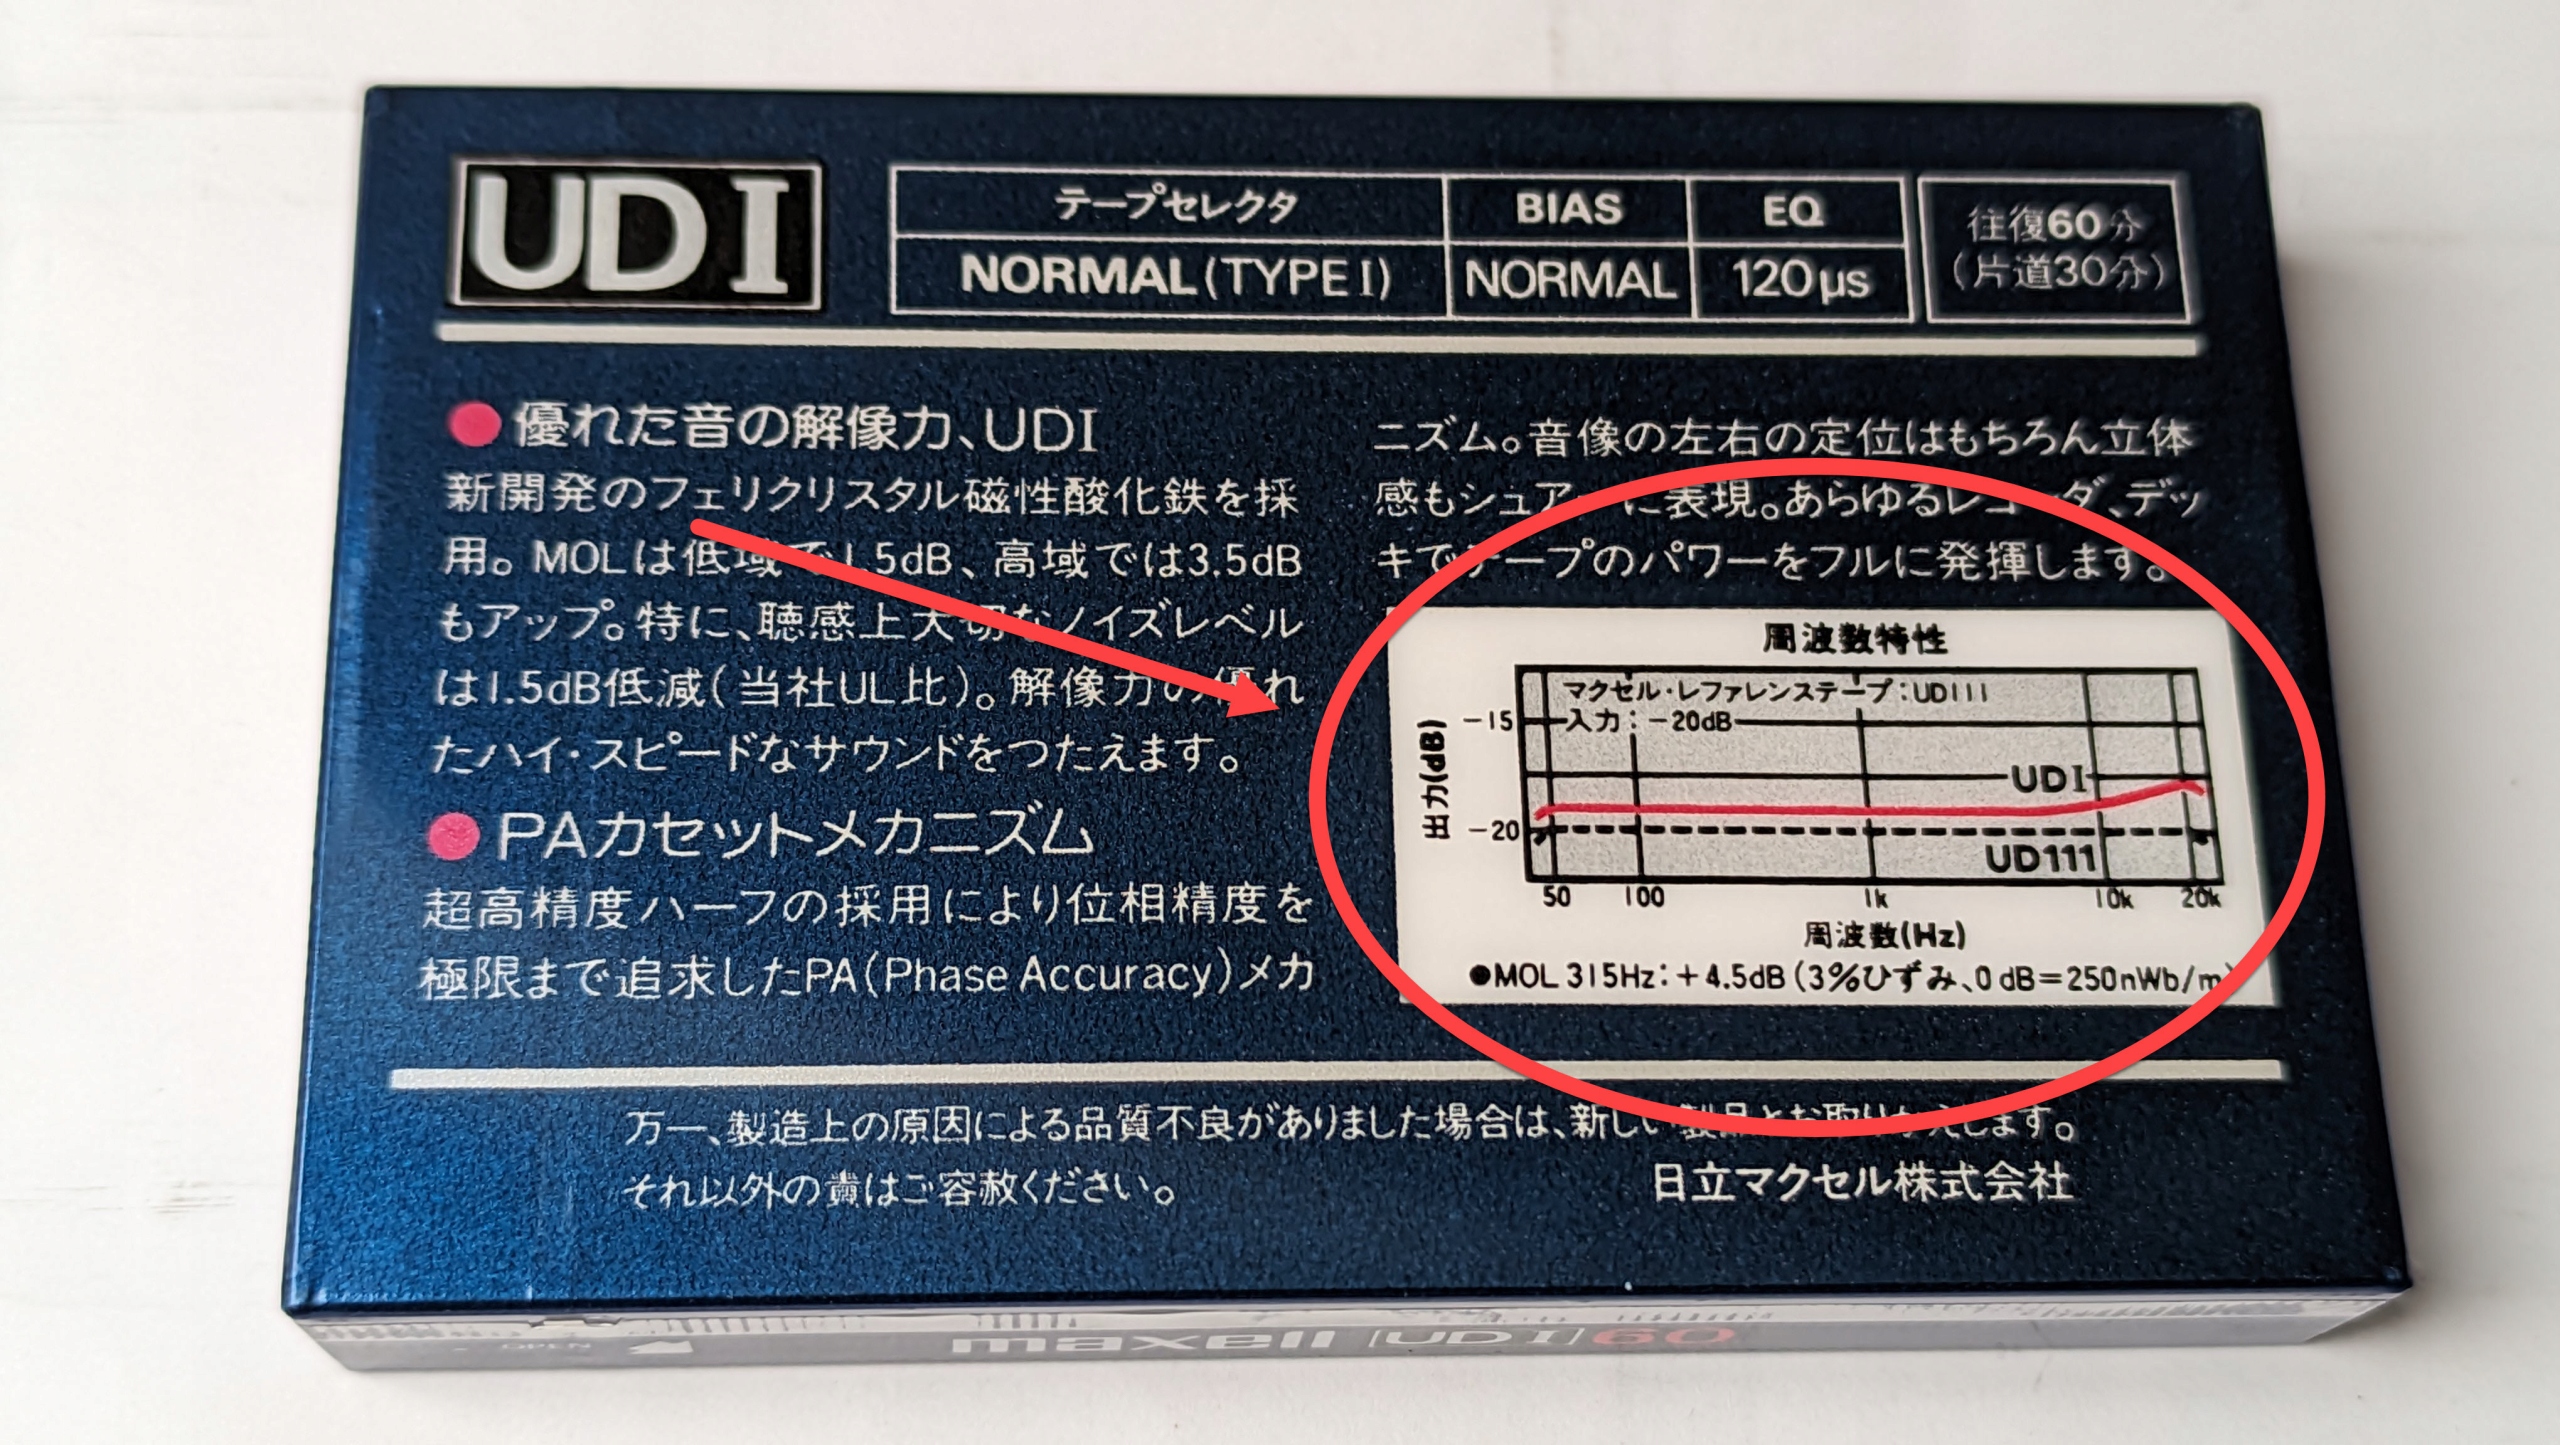 UD I
テープセレクタ BIAS EQ
NORMAL (TYPE I) NORMAL 120μs
往復60分
(片道30分)
●優れた音の解像力、UDI
新開発のフェリクリスタル磁性酸化鉄を採
用。MOLは低域で1.5dB、高域では3.5dB
もアップ。特に、聴感上大切なノイズレベル
は1.5dB低減(当社UL比)。解像力の優れ
たハイ・スピードなサウンドをつたえます。
●PAカセットメカニズム
超高精度ハーフの採用により位相精度を
極限まで追求したPA(Phase Accuracy)メカ
ニズム。音像の左右の定位はもちろん立体
感もシュアーに表現。あらゆるレコーダ、デッ
キでテープのパワーをフルに発揮します。
周波数特性
マクセル・レファレンステープ:UD111
入力:-20dB
出力(dB)
-15
UD I
-20
UD111
50 100 1k 10k 20k
周波数(Hz)
●MOL 315Hz:+4.5dB (3%ひずみ、0dB=250nWb/m)
万一、製造上の原因による品質不良がありました場合は、新しい製品とお取りかえします。
それ以外の責はご容赦ください。
日立マクセル株式会社
OPEN
maxell UD I 60